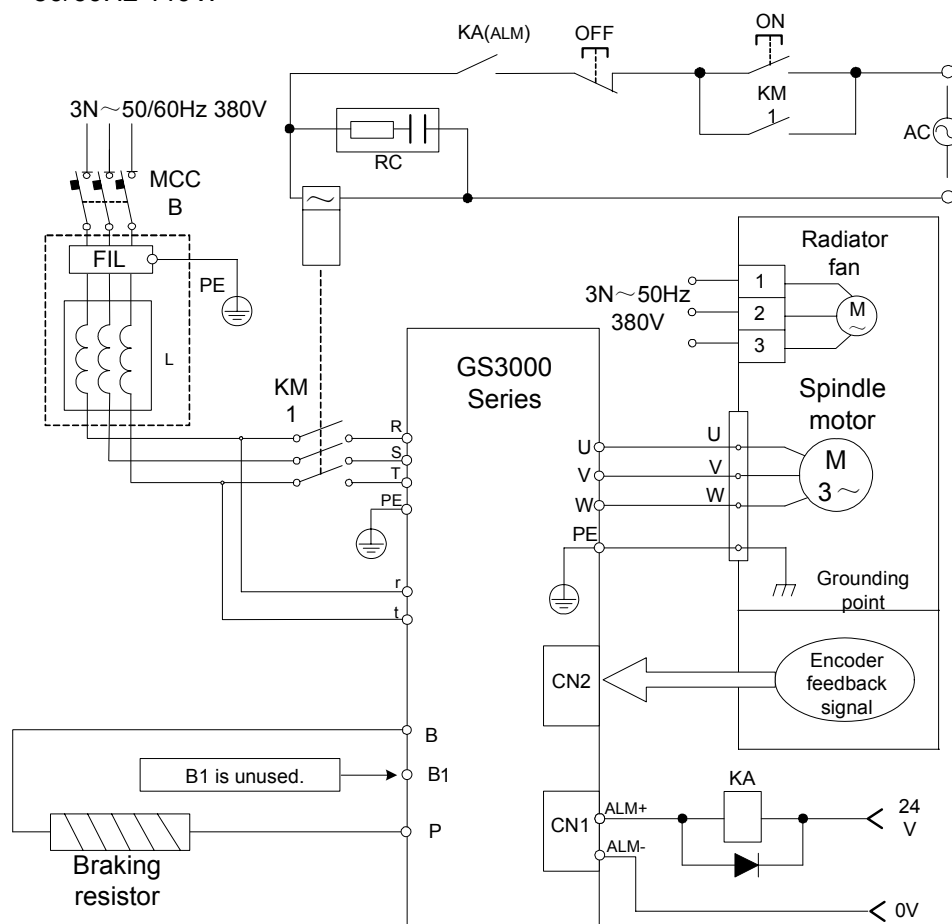 KA(ALM)
OFF
ON
KM
1
AC
3N～50/60Hz 380V
MCC
B
RC
～
FIL
PE
L
KM
1
R
S
T
PE
r
t
GS3000
Series
U
V
W
PE
3N～50Hz
380V
1
2
3
Radiator
fan
M
～
Spindle
motor
U
V
W
M
3～
Grounding
point
CN2
Encoder
feedback
signal
B
B1 is unused.
B1
P
Braking
resistor
CN1
ALM+
ALM-
KA
24
V
0V